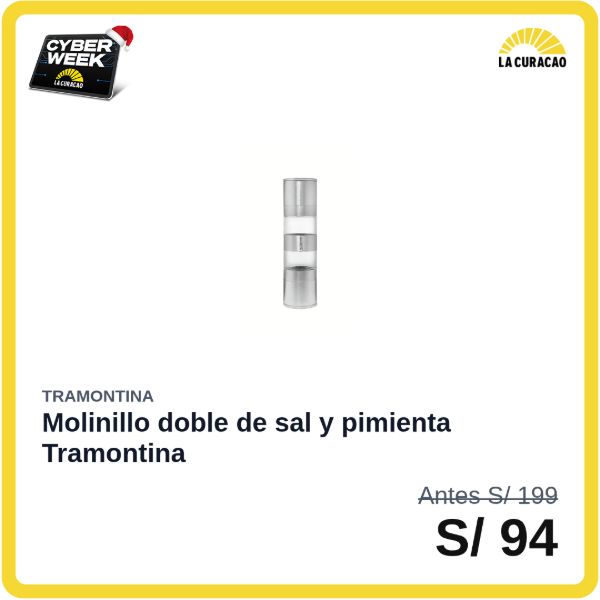 CYBER
WEEK
LA CURACAO
LA CURACAO
TRAMONTINA
Molinillo doble de sal y pimienta
Tramontina
Antes S/ 199
S/ 94